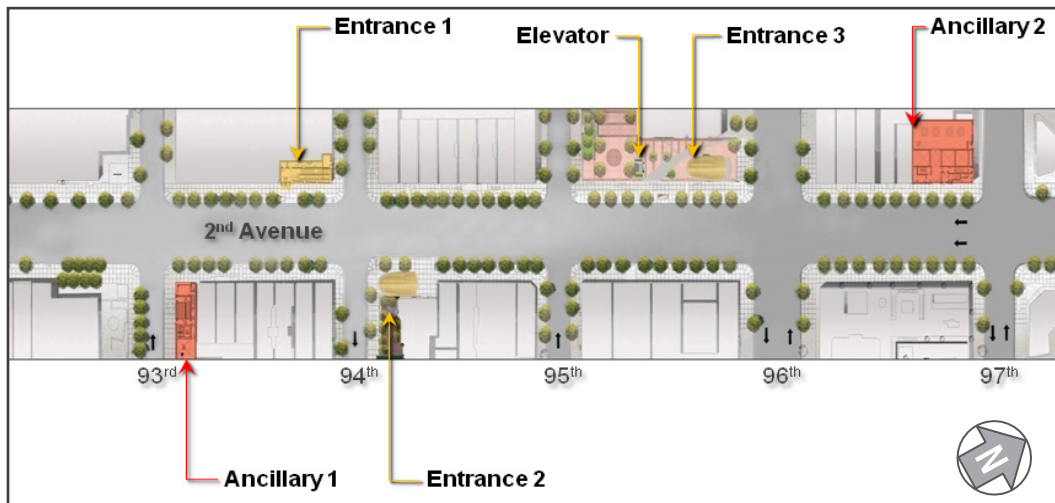 Entrance 1
Elevator
Entrance 3
Ancillary 2
2nd Avenue
93rd
94th
95th
96th
97th
Ancillary 1
Entrance 2
N